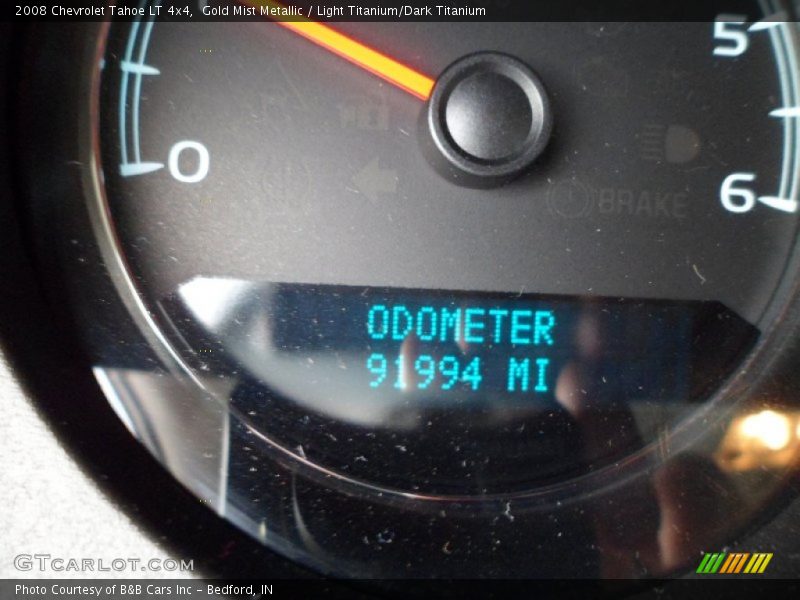 2008 Chevrolet Tahoe LT 4x4,  Gold Mist Metallic / Light Titanium/Dark Titanium
5
0
6
BRAKE
ODOMETER
91994 MI
GTcarlot.com
Photo Courtesy of B&B Cars Inc - Bedford, IN